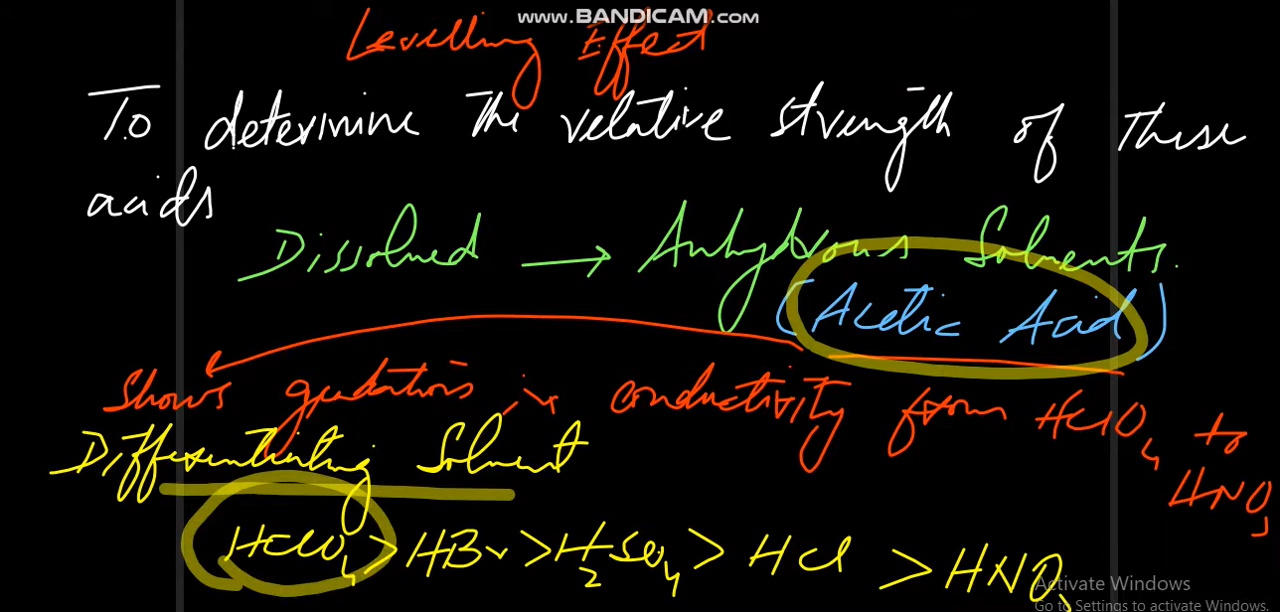 www.BANDICAM.com
Levelling Effect
To determine the relative strength of these
acids
Dissolved → Anhydrous Solvents.
(Acetic Acid)
Shows gradations in conductivity from HClO4 to
HNO3
Differentiating Solvent
HClO4 > HBr > H2SO4 > HCl > HNO3
Activate Windows
Go to Settings to activate Windows.